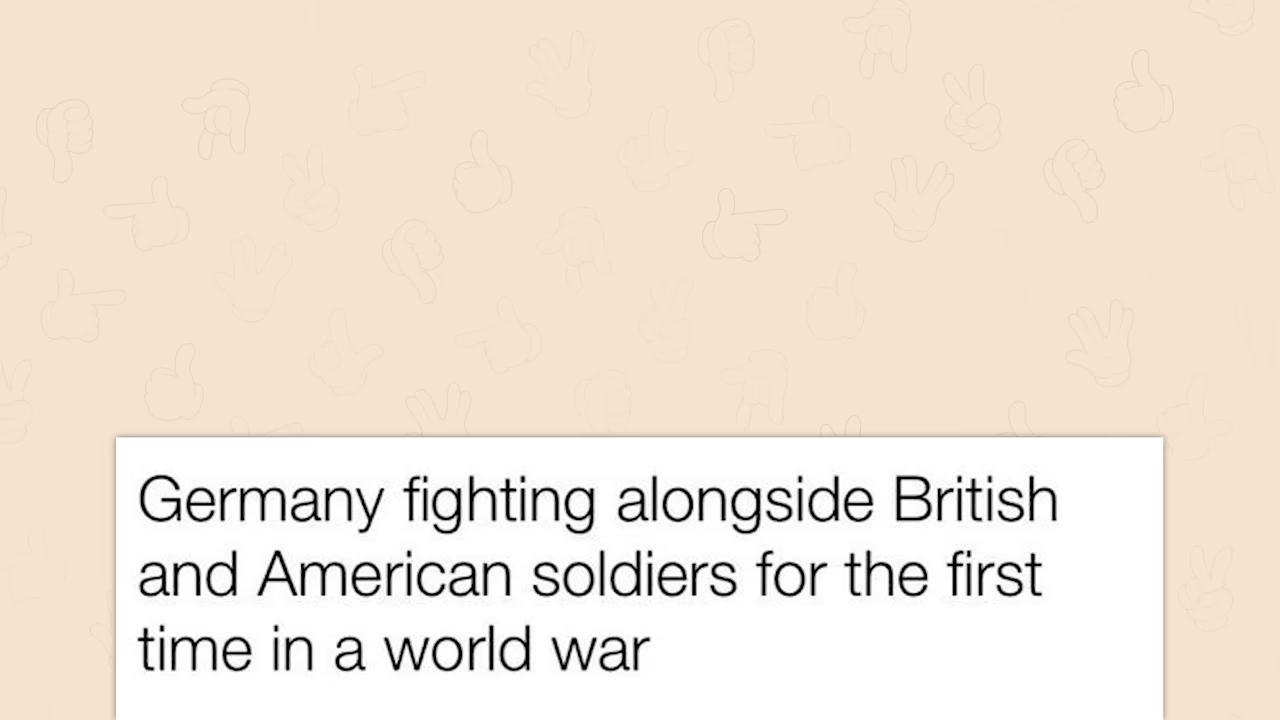 Germany fighting alongside British
and American soldiers for the first
time in a world war